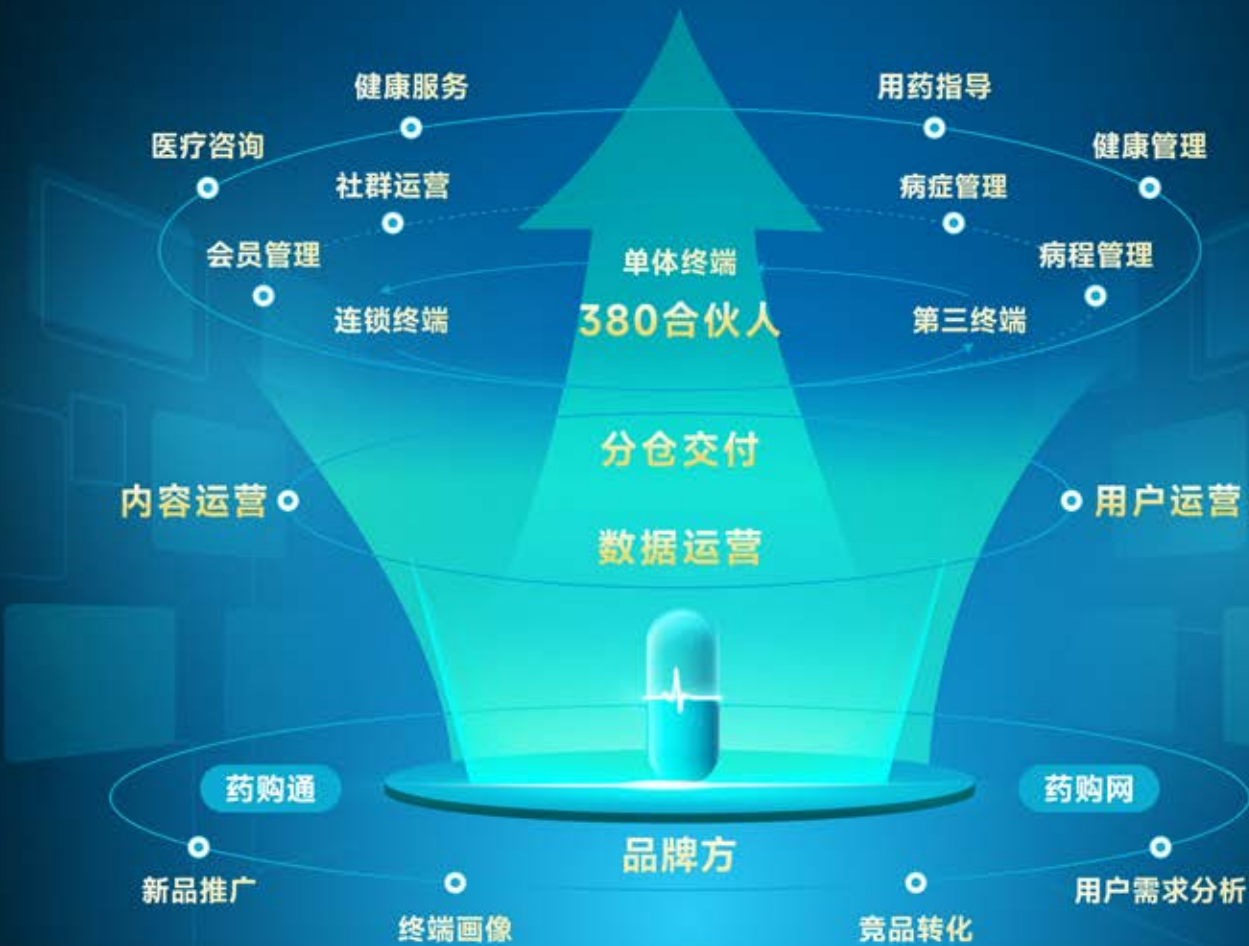 健康服务
用药指导
医疗咨询
健康管理
社群运营
病症管理
会员管理
单体终端
病程管理
连锁终端
380合伙人
第三终端
分仓交付
内容运营
用户运营
数据运营
药购通
药购网
品牌方
新品推广
用户需求分析
终端画像
竞品转化